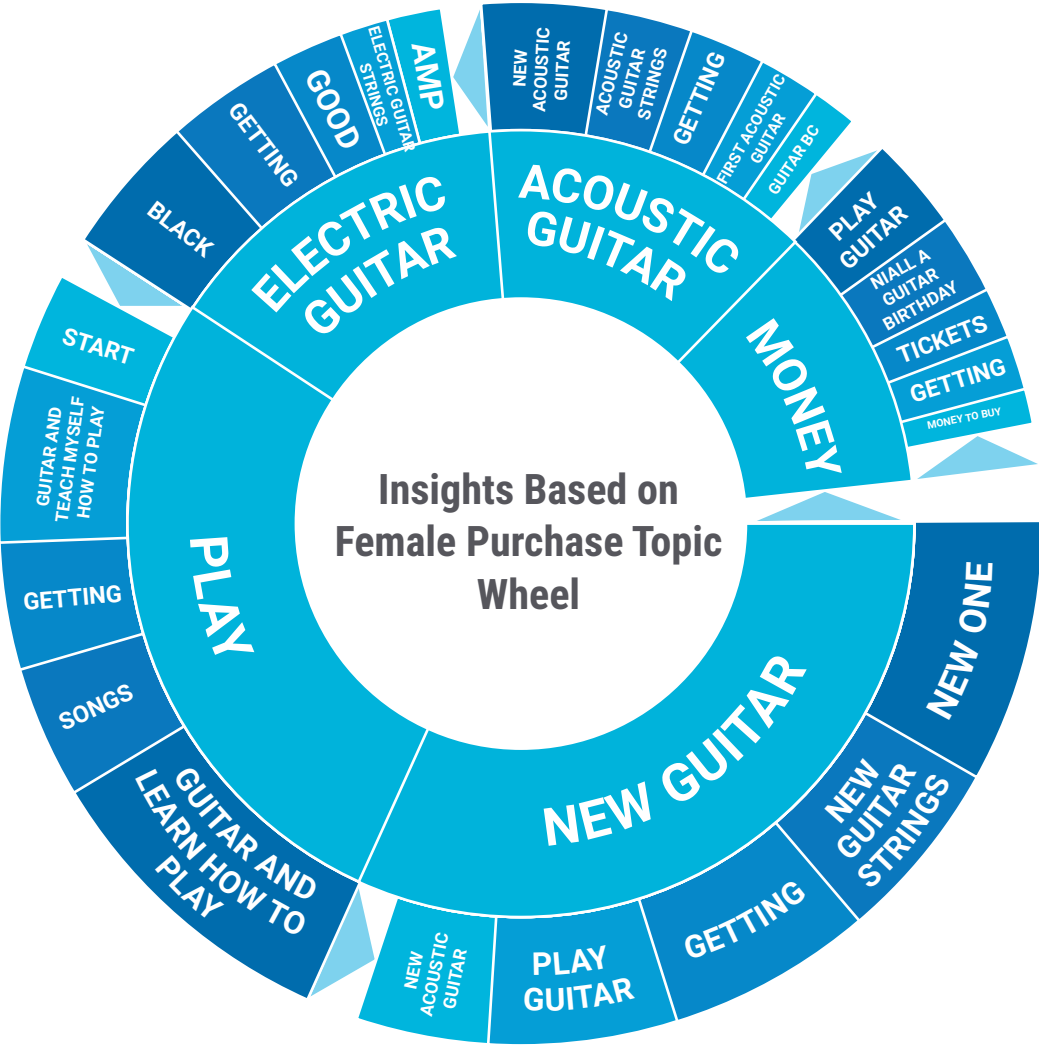 Insights Based on
Female Purchase Topic
Wheel
ELECTRIC
GUITAR
BLACK
GETTING
GOOD
ELECTRIC GUITAR
STRINGS
AMP
ACOUSTIC
GUITAR
NEW
ACOUSTIC
GUITAR
ACOUSTIC
GUITAR
STRINGS
GETTING
FIRST ACOUSTIC
GUITAR
GUITAR BC
MONEY
PLAY
GUITAR
NIALL A
GUITAR
BIRTHDAY
TICKETS
GETTING
MONEY TO BUY
NEW GUITAR
NEW ONE
NEW
GUITAR
STRINGS
GETTING
PLAY
GUITAR
NEW
ACOUSTIC
GUITAR
PLAY
GUITAR AND
LEARN HOW TO
PLAY
SONGS
GETTING
GUITAR AND
TEACH MYSELF
HOW TO PLAY
START